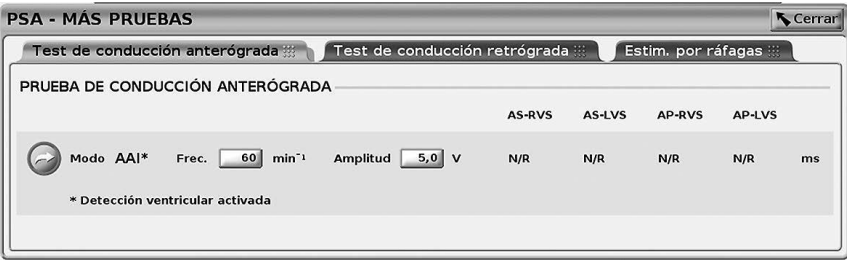 PSA - MÁS PRUEBAS Cerrar
Test de conducción anterógrada Test de conducción retrógrada Estim. por ráfagas
PRUEBA DE CONDUCCIÓN ANTERÓGRADA
AS-RVS AS-LVS AP-RVS AP-LVS
Modo AAI* Frec. 60 min⁻¹ Amplitud 5,0 V N/R N/R N/R N/R ms
* Detección ventricular activada